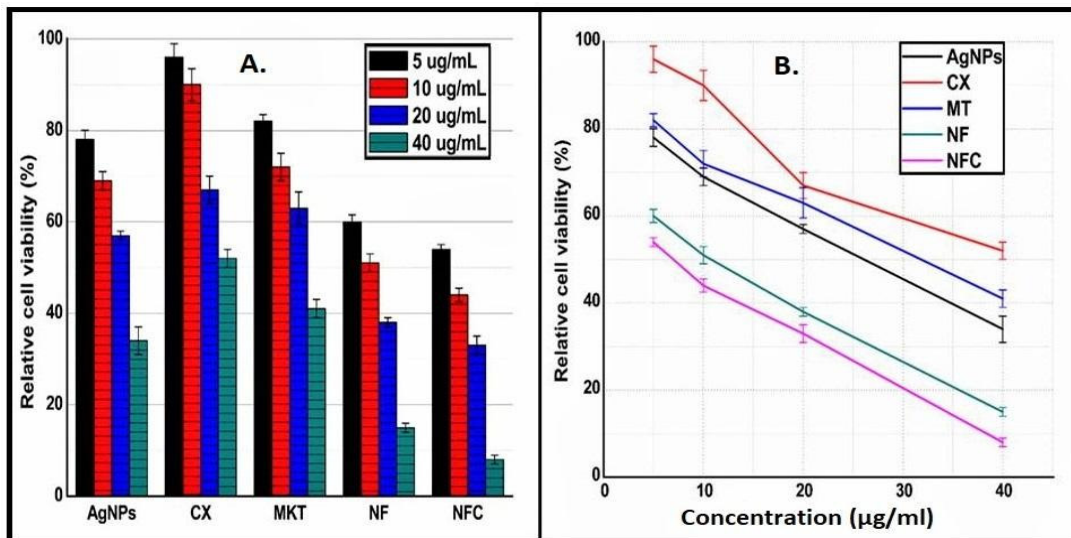 A.
5 ug/mL
10 ug/mL
20 ug/mL
40 ug/mL
Relative cell viability (%)
100
80
60
40
20
0
AgNPs CX MKT NF NFC
B.
AgNPs
CX
MT
NF
NFC
Relative cell viability (%)
100
80
60
40
20
0
0 10 20 30 40
Concentration (µg/ml)